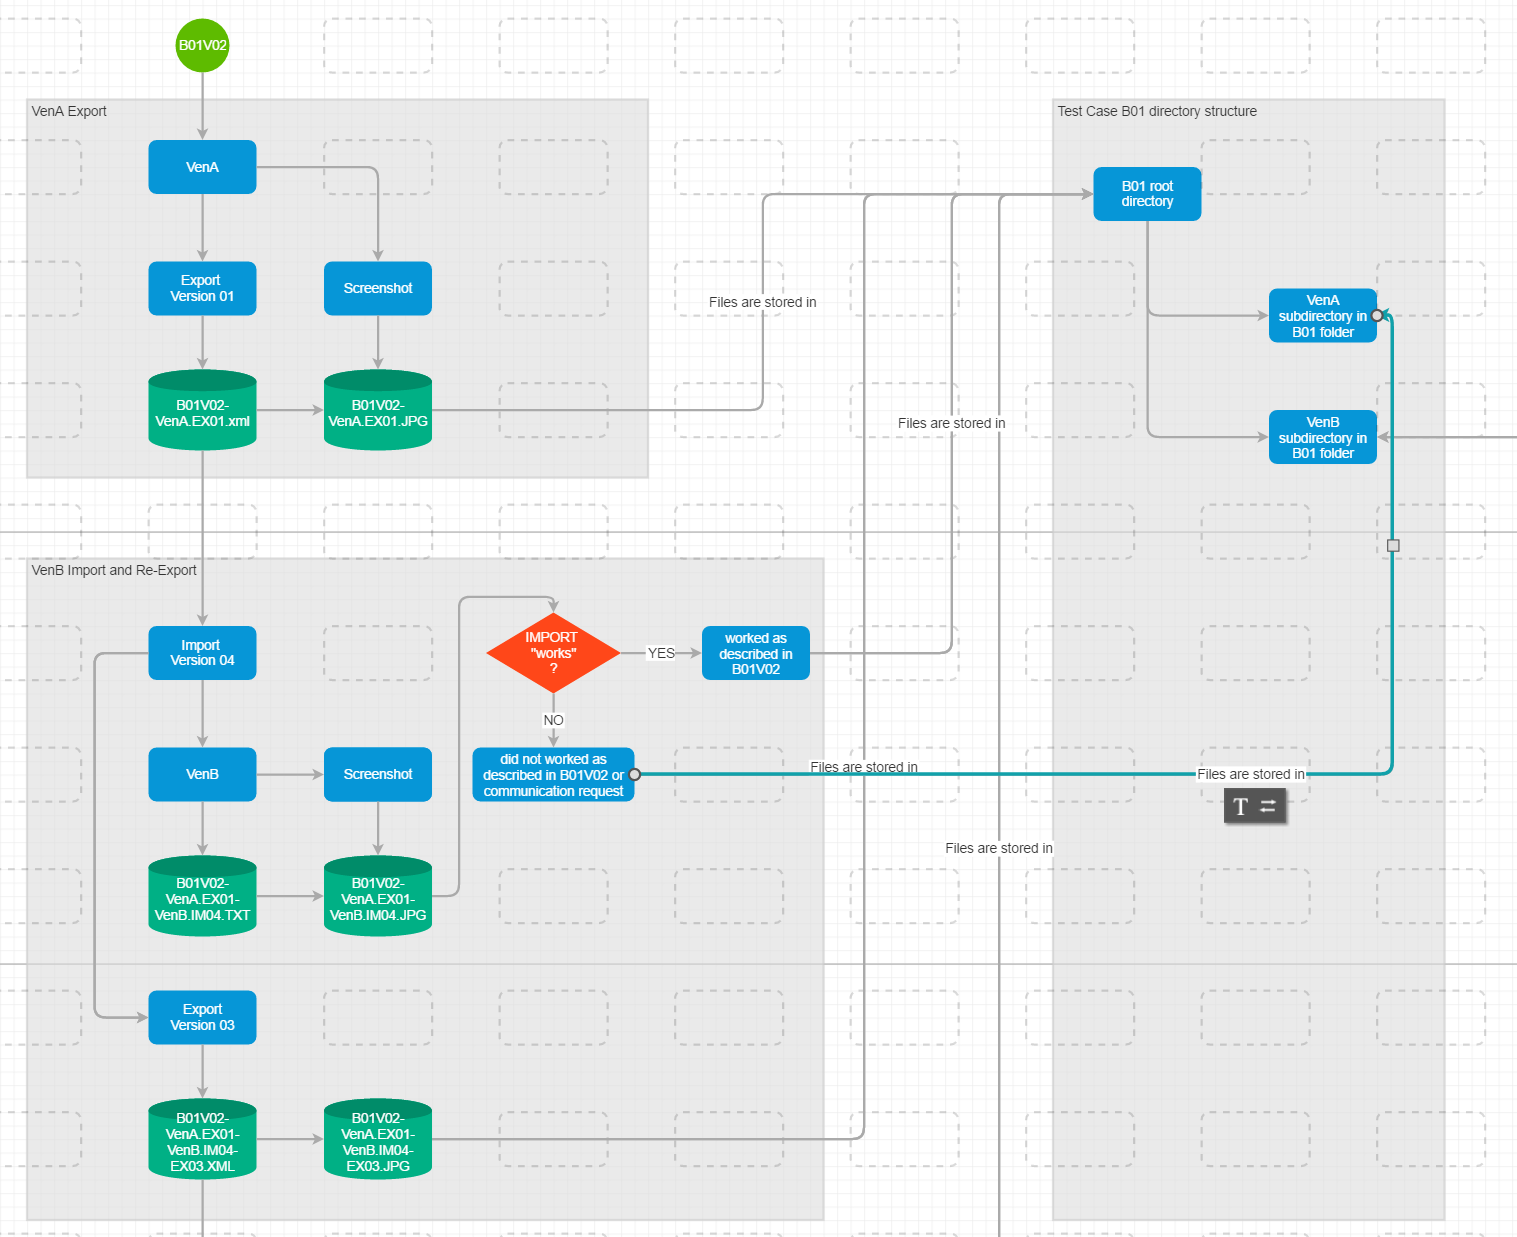 B01V02
VenA Export
VenA
Export
Version 01
Screenshot
B01V02-
VenA.EX01.xml
B01V02-
VenA.EX01.JPG
Files are stored in
Test Case B01 directory structure
B01 root
directory
VenA
subdirectory in
B01 folder
VenB
subdirectory in
B01 folder
Files are stored in
VenB Import and Re-Export
Import
Version 04
IMPORT
"works"
?
YES
worked as
described in
B01V02
NO
VenB
Screenshot
did not worked as
described in B01V02 or
communication request
Files are stored in
Files are stored in
T
Files are stored in
B01V02-
VenA.EX01-
VenB.IM04.TXT
B01V02-
VenA.EX01-
VenB.IM04.JPG
Export
Version 03
B01V02-
VenA.EX01-
VenB.IM04-
EX03.XML
B01V02-
VenA.EX01-
VenB.IM04-
EX03.JPG